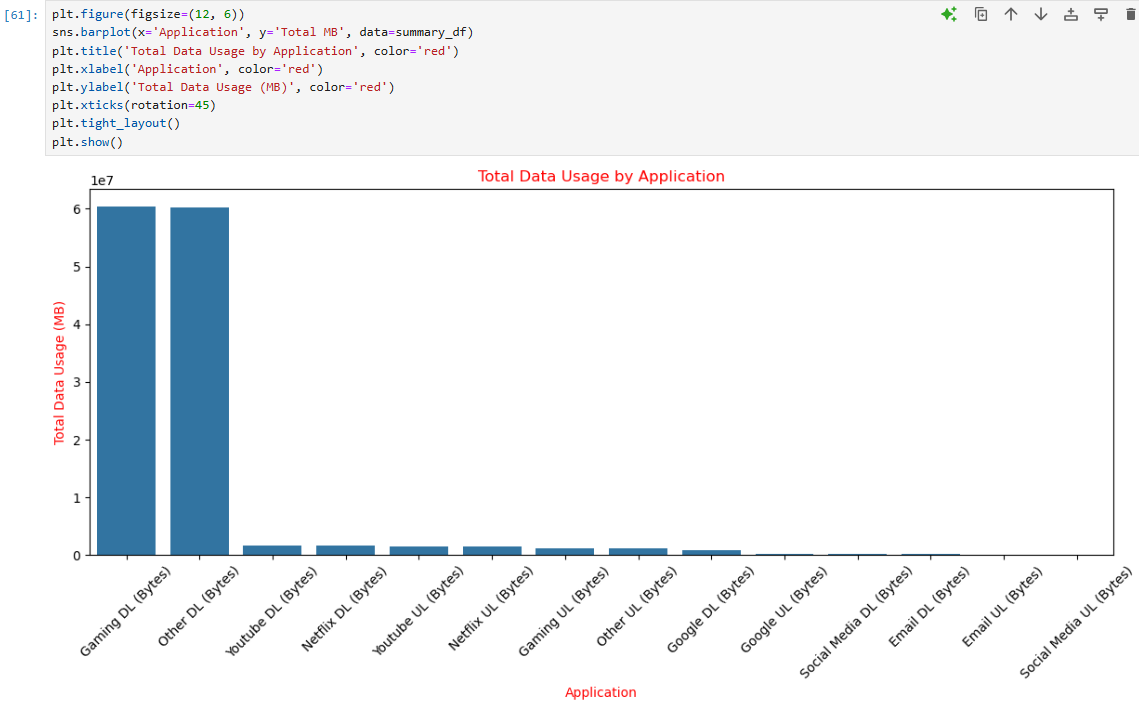 [61]:
plt.figure(figsize=(12, 6))
sns.barplot(x='Application', y='Total MB', data=summary_df)
plt.title('Total Data Usage by Application', color='red')
plt.xlabel('Application', color='red')
plt.ylabel('Total Data Usage (MB)', color='red')
plt.xticks(rotation=45)
plt.tight_layout()
plt.show()
Total Data Usage by Application
1e7
6
5
4
3
2
1
0
Total Data Usage (MB)
Gaming DL (Bytes)
Other DL (Bytes)
Youtube DL (Bytes)
Netflix DL (Bytes)
Youtube UL (Bytes)
Netflix UL (Bytes)
Gaming UL (Bytes)
Other UL (Bytes)
Google DL (Bytes)
Google UL (Bytes)
Social Media DL (Bytes)
Email DL (Bytes)
Email UL (Bytes)
Social Media UL (Bytes)
Application